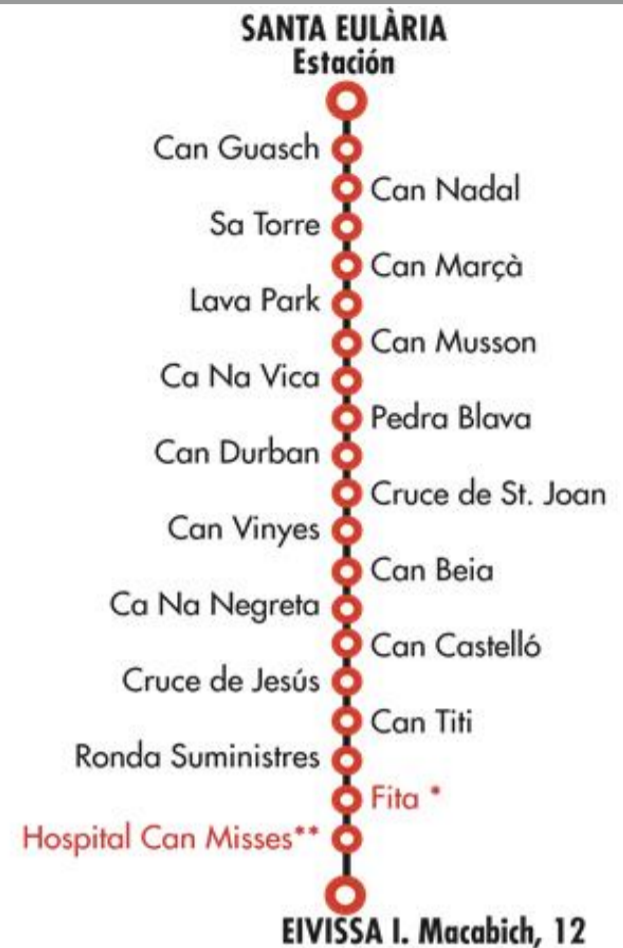 SANTA EULÀRIA
Estación
Can Guasch
Can Nadal
Sa Torre
Can Marçà
Lava Park
Can Musson
Ca Na Vica
Pedra Blava
Can Durban
Cruce de St. Joan
Can Vinyes
Can Beia
Ca Na Negreta
Can Castelló
Cruce de Jesús
Can Titi
Ronda Suministres
Fita *
Hospital Can Misses**
EIVISSA I. Macabich, 12